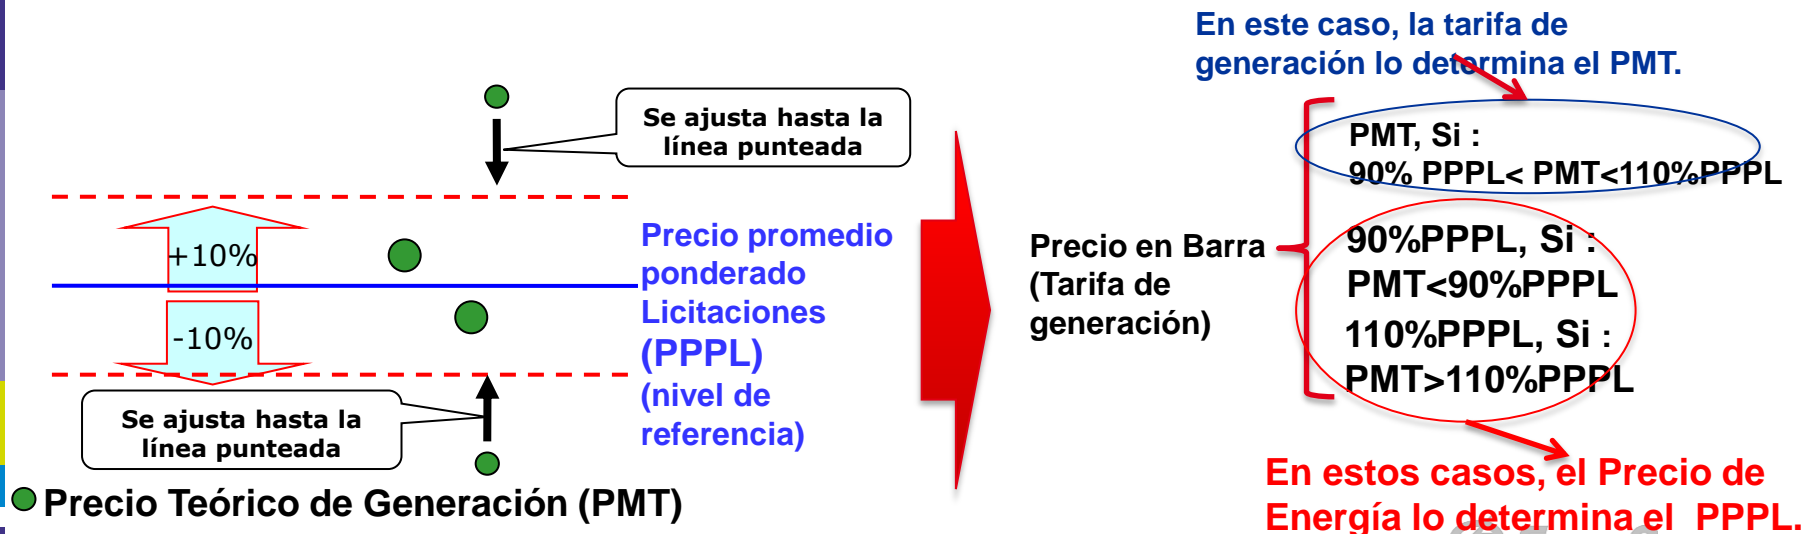 En este caso, la tarifa de
generación lo determina el PMT.
Se ajusta hasta la
línea punteada
+10%
-10%
Se ajusta hasta la
línea punteada
Precio promedio
ponderado
Licitaciones
(PPPL)
(nivel de
referencia)
Precio Teórico de Generación (PMT)
Precio en Barra
(Tarifa de
generación)
PMT, Si :
90% PPPL< PMT<110%PPPL
90%PPPL, Si :
PMT<90%PPPL
110%PPPL, Si :
PMT>110%PPPL
En estos casos, el Precio de
Energía lo determina el PPPL.